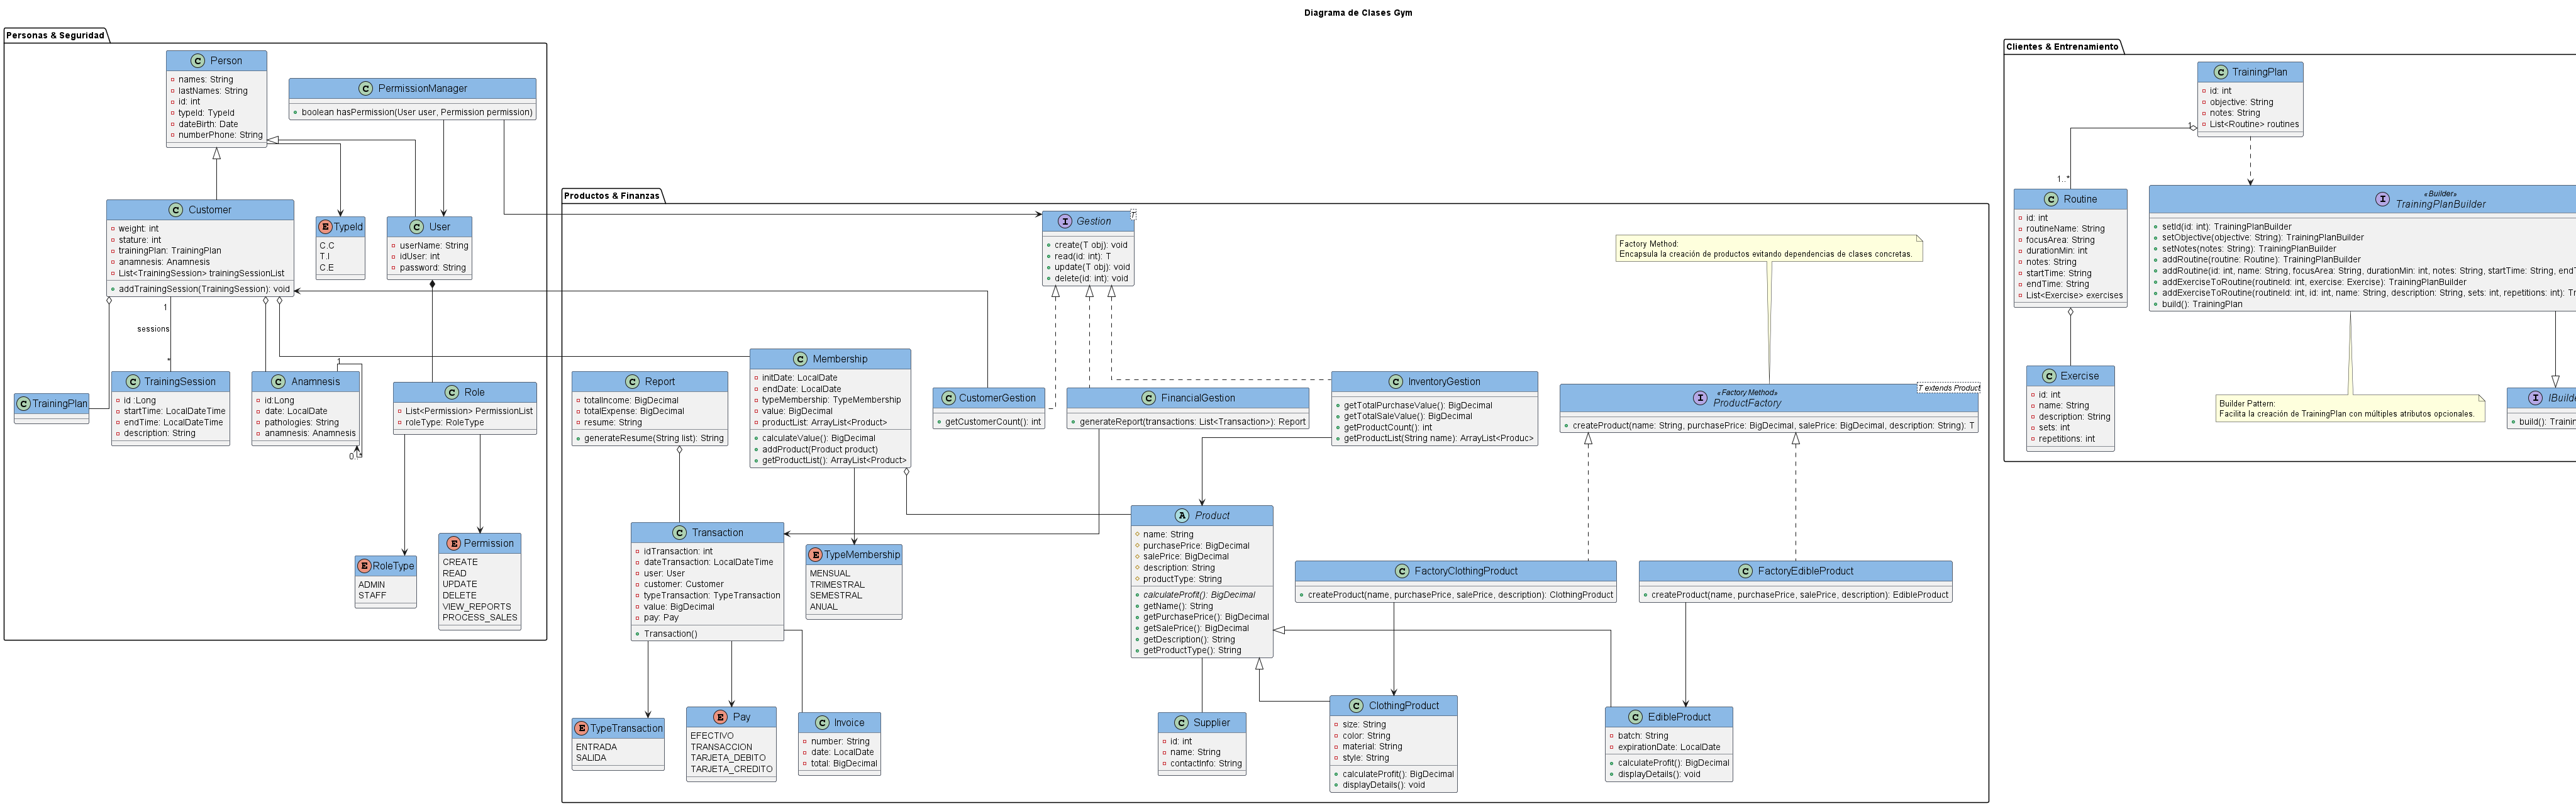 Diagrama de Clases Gym
Personas & Seguridad
C Person
names: String
lastNames: String
id: int
typeId: TypeId
dateBirth: Date
numberPhone: String
C PermissionManager
boolean hasPermission(User user, Permission permission)
C Customer
weight: int
stature: int
trainingPlan: TrainingPlan
anamnesis: Anamnesis
List<TrainingSession> trainingSessionList
addTrainingSession(TrainingSession): void
E TypeId
C.C
T.I
C.E
C User
userName: String
idUser: int
password: String
1
sessions
*
C TrainingPlan
C TrainingSession
id :Long
startTime: LocalDateTime
endTime: LocalDateTime
description: String
1
C Anamnesis
id:Long
date: LocalDate
pathologies: String
anamnesis: Anamnesis
C Role
List<Permission> PermissionList
roleType: RoleType
E RoleType
ADMIN
STAFF
E Permission
CREATE
READ
UPDATE
DELETE
VIEW_REPORTS
PROCESS_SALES
Productos & Finanzas
I Gestion
T
create(T obj): void
read(id: int): T
update(T obj): void
delete(id: int): void
Factory Method:
Encapsula la creación de productos evitando dependencias de clases concretas.
C Report
totalIncome: BigDecimal
totalExpense: BigDecimal
resume: String
generateResume(String list): String
C Membership
initDate: LocalDate
endDate: LocalDate
typeMembership: TypeMembership
value: BigDecimal
productList: ArrayList<Product>
calculateValue(): BigDecimal
addProduct(Product product)
getProductList(): ArrayList<Product>
C CustomerGestion
getCustomerCount(): int
C FinancialGestion
generateReport(transactions: List<Transaction>): Report
C InventoryGestion
getTotalPurchaseValue(): BigDecimal
getTotalSaleValue(): BigDecimal
getProductCount(): int
getProductList(String name): ArrayList<Produc>
T extends Product
«Factory Method»
I ProductFactory
createProduct(name: String, purchasePrice: BigDecimal, salePrice: BigDecimal, description: String): T
C Transaction
idTransaction: int
dateTransaction: LocalDateTime
user: User
customer: Customer
typeTransaction: TypeTransaction
value: BigDecimal
pay: Pay
Transaction()
E TypeMembership
MENSUAL
TRIMESTRAL
SEMESTRAL
ANUAL
A Product
name: String
purchasePrice: BigDecimal
salePrice: BigDecimal
description: String
productType: String
calculateProfit(): BigDecimal
getName(): String
getPurchasePrice(): BigDecimal
getSalePrice(): BigDecimal
getDescription(): String
getProductType(): String
C FactoryClothingProduct
createProduct(name, purchasePrice, salePrice, description): ClothingProduct
C FactoryEdibleProduct
createProduct(name, purchasePrice, salePrice, description): EdibleProduct
E TypeTransaction
ENTRADA
SALIDA
E Pay
EFECTIVO
TRANSACCION
TARJETA_DEBITO
TARJETA_CREDITO
C Invoice
number: String
date: LocalDate
total: BigDecimal
C Supplier
id: int
name: String
contactInfo: String
C ClothingProduct
size: String
color: String
material: String
style: String
calculateProfit(): BigDecimal
displayDetails(): void
C EdibleProduct
batch: String
expirationDate: LocalDate
calculateProfit(): BigDecimal
displayDetails(): void
Clientes & Entrenamiento
C TrainingPlan
id: int
objective: String
notes: String
List<Routine> routines
1
1..*
C Routine
id: int
routineName: String
focusArea: String
durationMin: int
notes: String
startTime: String
endTime: String
List<Exercise> exercises
«Builder»
I TrainingPlanBuilder
setId(id: int): TrainingPlanBuilder
setObjective(objective: String): TrainingPlanBuilder
setNotes(notes: String): TrainingPlanBuilder
addRoutine(routine: Routine): TrainingPlanBuilder
addRoutine(id: int, name: String, focusArea: String, durationMin: int, notes: String, startTime: String,
addExerciseToRoutine(routineId: int, exercise: Exercise): TrainingPlanBuilder
addExerciseToRoutine(routineId: int, id: int, name: String, description: String, sets: int, repetitions: int):
build(): TrainingPlan
C Exercise
id: int
name: String
description: String
sets: int
repetitions: int
Builder Pattern:
Facilita la creación de TrainingPlan con múltiples atributos opcionales.
I
build():